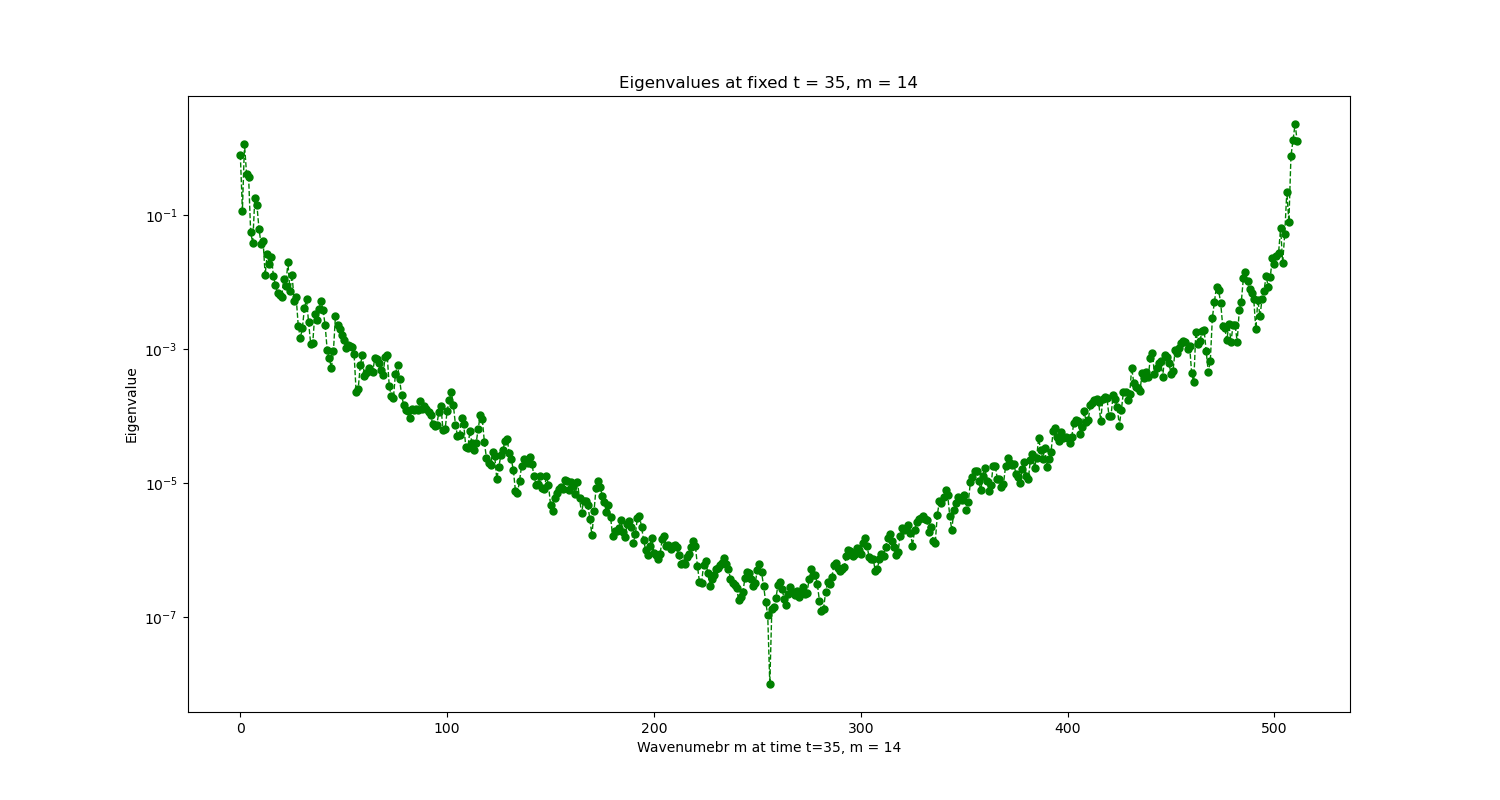 Eigenvalues at fixed t = 35, m = 14
Eigenvalue
10⁻¹
10⁻³
10⁻⁵
10⁻⁷
0 100 200 300 400 500
Wavenumebr m at time t=35, m = 14